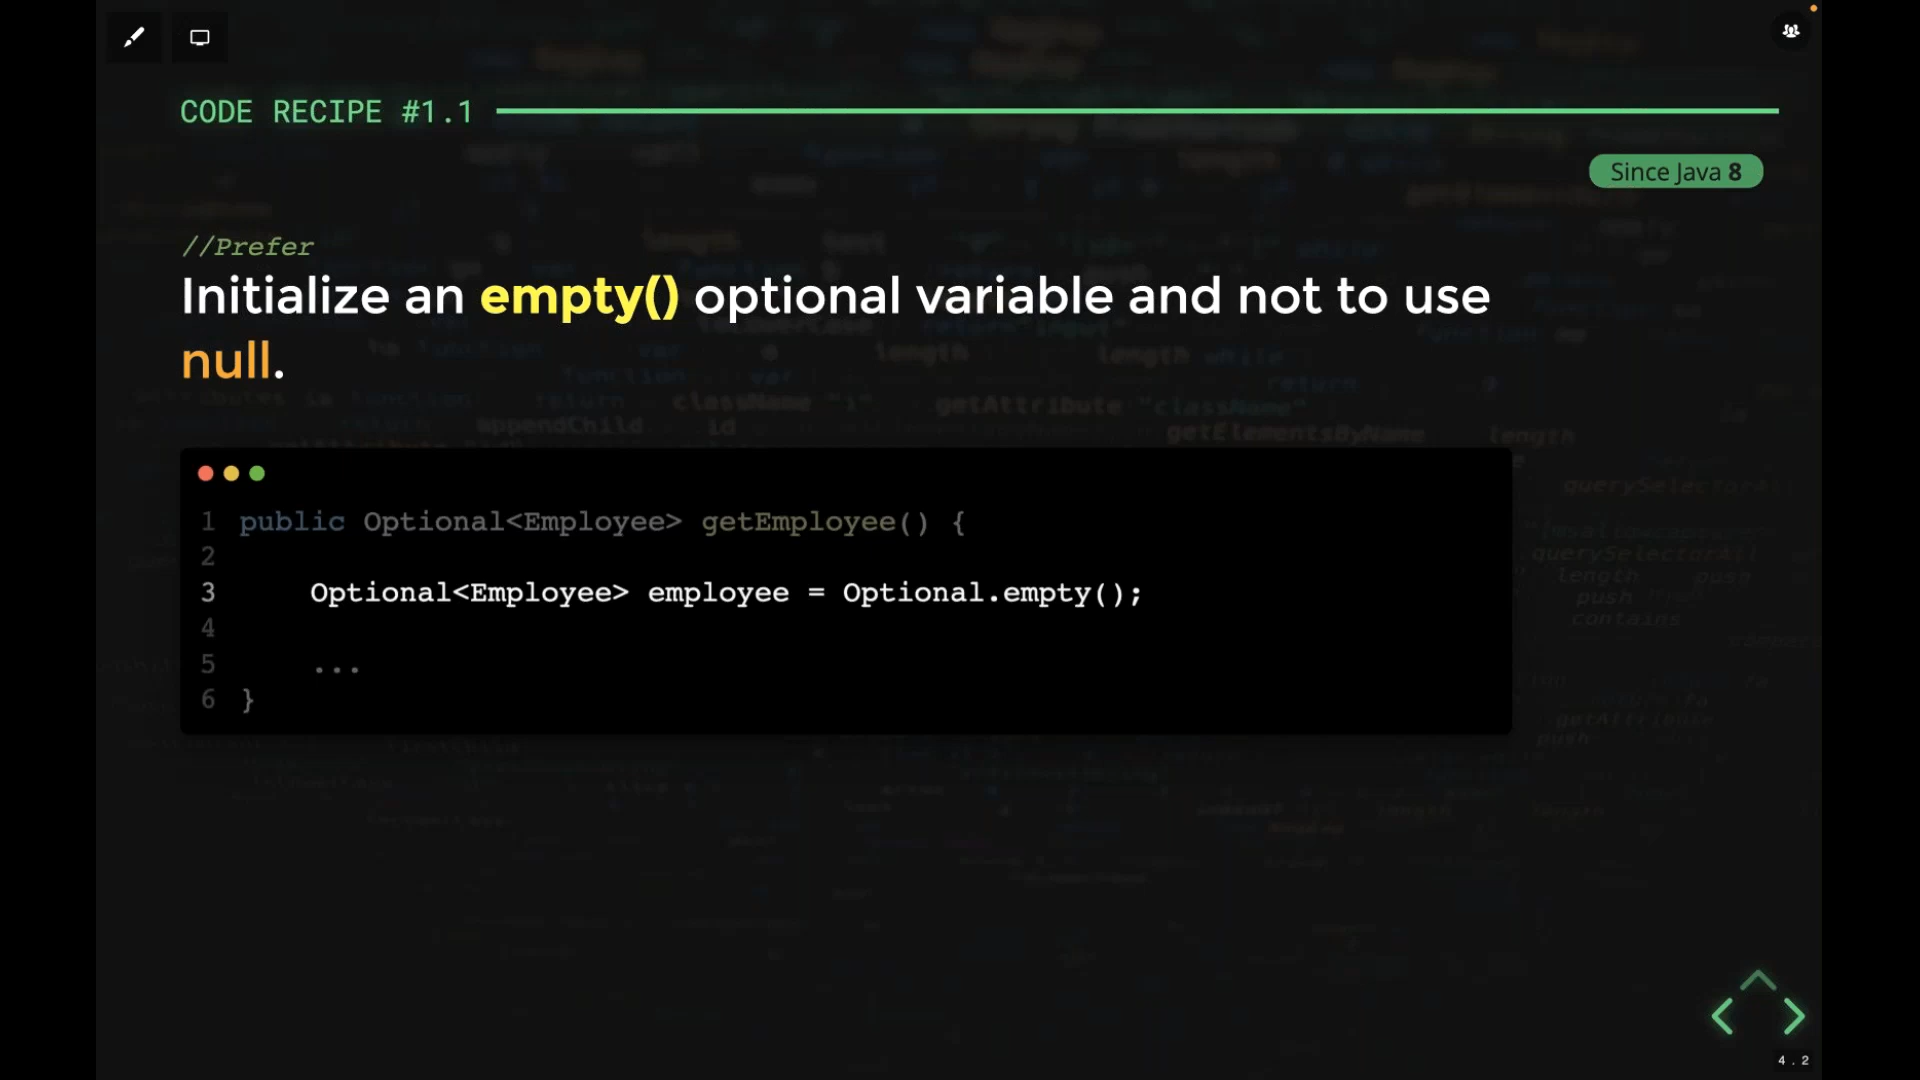 CODE RECIPE #1.1
Since Java 8
//Prefer
Initialize an empty() optional variable and not to use
null.
1 public Optional<Employee> getEmployee() {
2
3 Optional<Employee> employee = Optional.empty();
4
5 ...
6 }
4.2